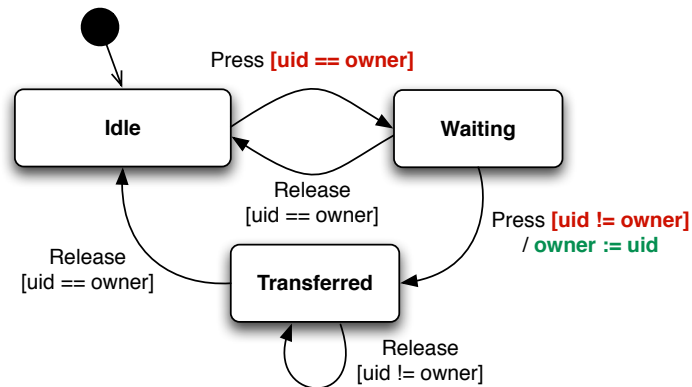 Press [uid == owner]
Idle
Waiting
Release
[uid == owner]
Press [uid != owner]
/ owner := uid
Release
[uid == owner]
Transferred
Release
[uid != owner]